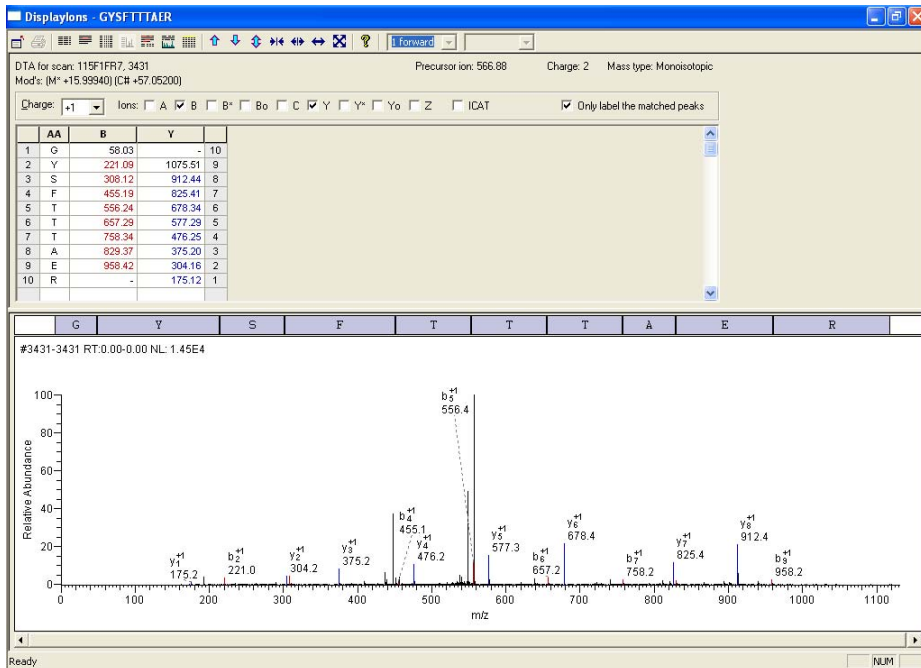 DisplayIons - GYSFTTTAER
1 forward
DTA for scan: 115F1FR7, 3431 Precursor ion: 566.88 Charge: 2 Mass type: Monoisotopic
Mod's: (M* +15.99940) (C# +57.05200)
Charge: +1 Ions: A B B* Bo C Y Y* Yo Z ICAT Only label the matched peaks
AA B Y
1 G 58.03 - 10
2 Y 221.09 1075.51 9
3 S 308.12 912.44 8
4 F 455.19 825.41 7
5 T 556.24 678.34 6
6 T 657.29 577.29 5
7 T 758.34 476.25 4
8 A 829.37 375.20 3
9 E 958.42 304.16 2
10 R - 175.12 1
G Y S F T T T A E R
#3431-3431 RT:0.00-0.00 NL: 1.45E4
Relative Abundance
100
80
60
40
20
0
b5+1
556.4
b4+1
455.1
y4+1
476.2
y1+1
175.2
b2+1
221.0
y2+1
304.2
y3+1
375.2
y5+1
577.3
b6+1
657.2
y6+1
678.4
b7+1
758.2
y7+1
825.4
y8+1
912.4
b9+1
958.2
0 100 200 300 400 500 600 700 800 900 1000 1100
m/z
Ready NUM